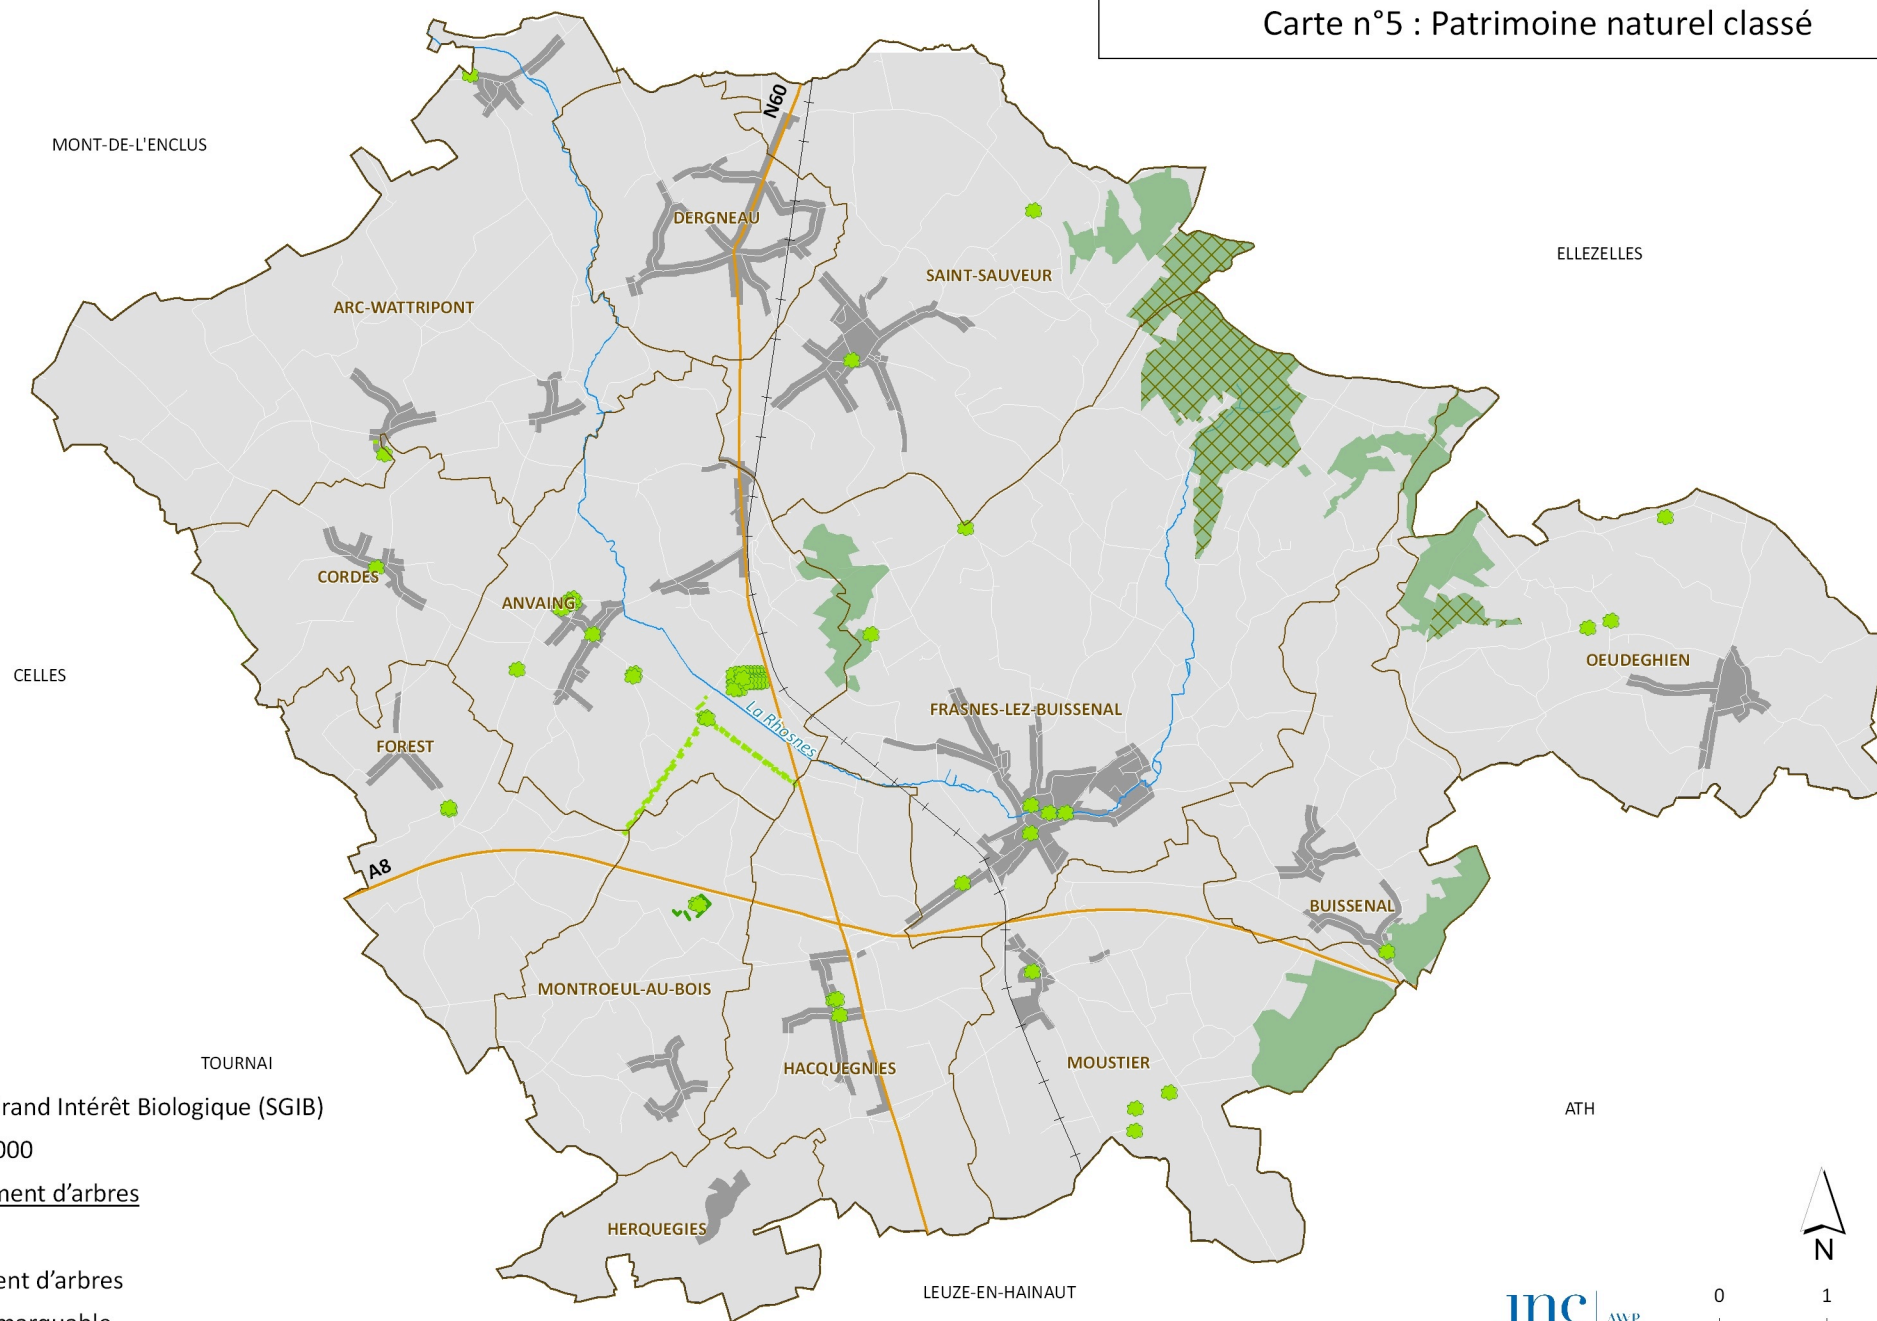 Carte n°5 : Patrimoine naturel classé
N60
MONT-DE-L'ENCLUS
DERGNEAU
ELLEZELLES
SAINT-SAUVEUR
ARC-WATTRIPONT
CORDES
ANVAING
OEUDEGHIEN
CELLES
FRASNES-LEZ-BUISSENAL
La Rhosnes
FOREST
A8
BUISSENAL
MONTROEUL-AU-BOIS
TOURNAI
HACQUEGNIES
MOUSTIER
rand Intérêt Biologique (SGIB)
ATH
000
ment d'arbres
HERQUEGIES
N
ent d'arbres
LEUZE-EN-HAINAUT
0 1